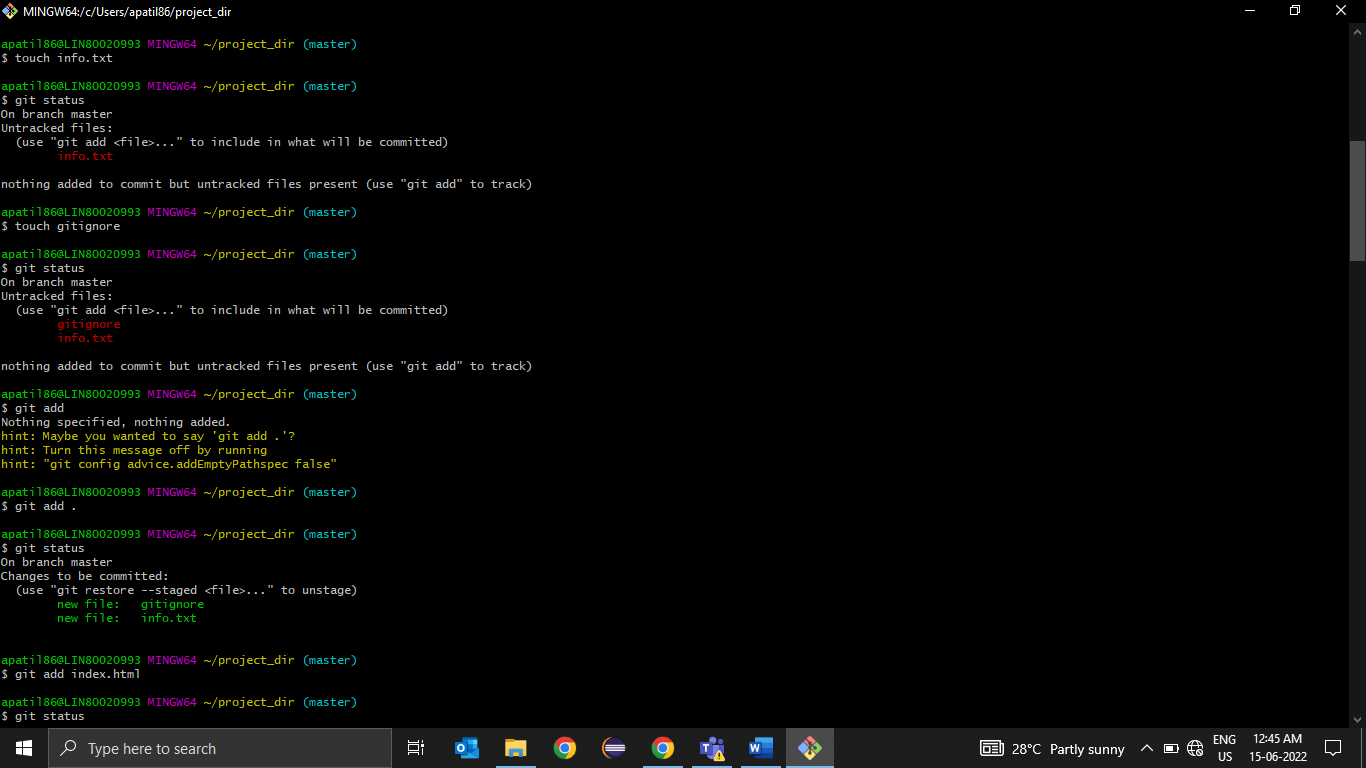 MINGW64:/c/Users/apatil86/project_dir
apatil86@LIN80020993 MINGW64 ~/project_dir (master)
$ touch info.txt
apatil86@LIN80020993 MINGW64 ~/project_dir (master)
$ git status
On branch master
Untracked files:
  (use "git add <file>..." to include in what will be committed)
        info.txt
nothing added to commit but untracked files present (use "git add" to track)
apatil86@LIN80020993 MINGW64 ~/project_dir (master)
$ touch gitignore
apatil86@LIN80020993 MINGW64 ~/project_dir (master)
$ git status
On branch master
Untracked files:
  (use "git add <file>..." to include in what will be committed)
        gitignore
        info.txt
nothing added to commit but untracked files present (use "git add" to track)
apatil86@LIN80020993 MINGW64 ~/project_dir (master)
$ git add
Nothing specified, nothing added.
hint: Maybe you wanted to say 'git add .'?
hint: Turn this message off by running
hint: "git config advice.addEmptyPathspec false"
apatil86@LIN80020993 MINGW64 ~/project_dir (master)
$ git add .
apatil86@LIN80020993 MINGW64 ~/project_dir (master)
$ git status
On branch master
Changes to be committed:
  (use "git restore --staged <file>..." to unstage)
        new file:   gitignore
        new file:   info.txt
apatil86@LIN80020993 MINGW64 ~/project_dir (master)
$ git add index.html
apatil86@LIN80020993 MINGW64 ~/project_dir (master)
$ git status
Type here to search
28°C Partly sunny
ENG
US
12:45 AM
15-06-2022